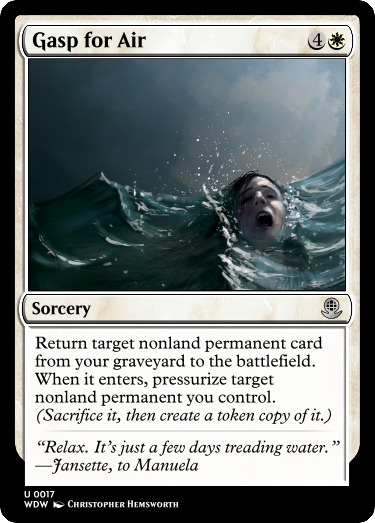 Gasp for Air
4
Sorcery
Return target nonland permanent card
from your graveyard to the battlefield.
When it enters, pressurize target
nonland permanent you control.
(Sacrifice it, then create a token copy of it.)
“Relax. It’s just a few days treading water.”
—Jansette, to Manuela
U 0017
WDW Christopher Hemsworth